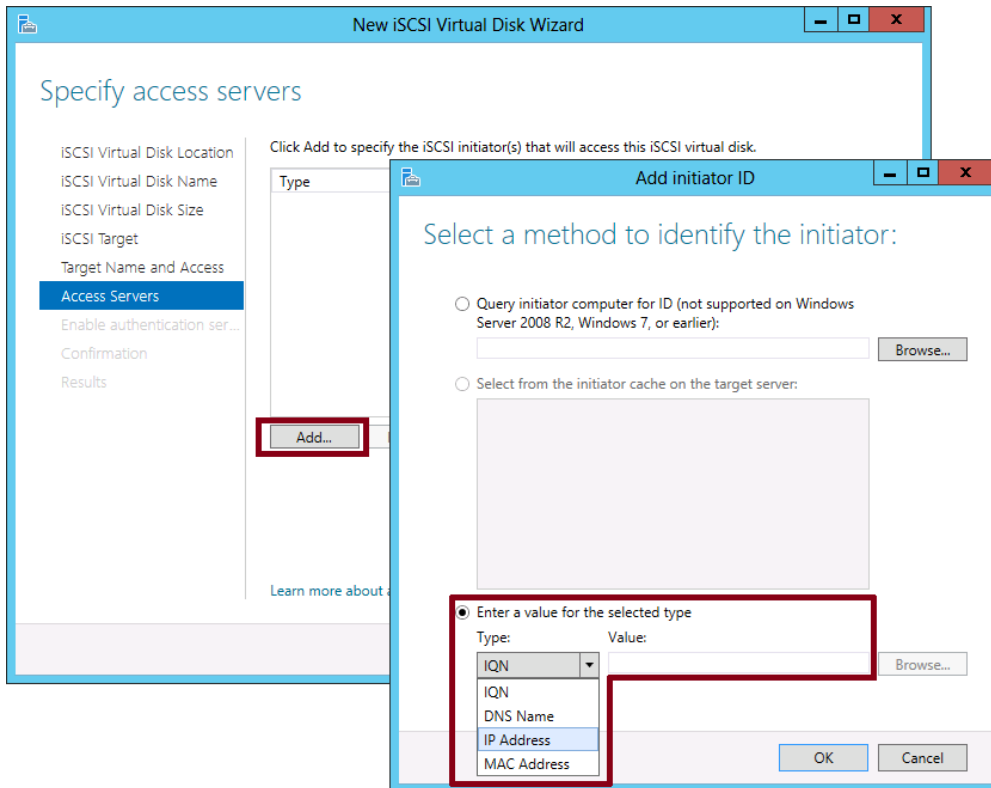 New iSCSI Virtual Disk Wizard
Specify access servers
iSCSI Virtual Disk Location
iSCSI Virtual Disk Name
iSCSI Virtual Disk Size
iSCSI Target
Target Name and Access
Access Servers
Enable authentication ser...
Confirmation
Results
Click Add to specify the iSCSI initiator(s) that will access this iSCSI virtual disk.
Type
Add...
Learn more about
Add initiator ID
Select a method to identify the initiator:
Query initiator computer for ID (not supported on Windows
Server 2008 R2, Windows 7, or earlier):
Browse...
Select from the initiator cache on the target server:
Enter a value for the selected type
Type:
Value:
IQN
Browse...
IQN
DNS Name
IP Address
MAC Address
OK
Cancel